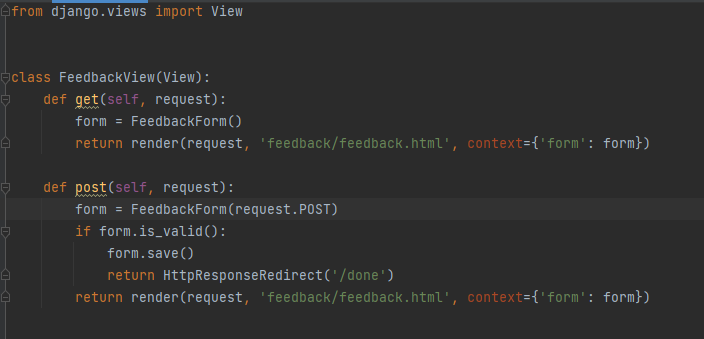 from django.views import View
class FeedbackView(View):
    def get(self, request):
        form = FeedbackForm()
        return render(request, 'feedback/feedback.html', context={'form': form})
    def post(self, request):
        form = FeedbackForm(request.POST)
        if form.is_valid():
            form.save()
            return HttpResponseRedirect('/done')
        return render(request, 'feedback/feedback.html', context={'form': form})